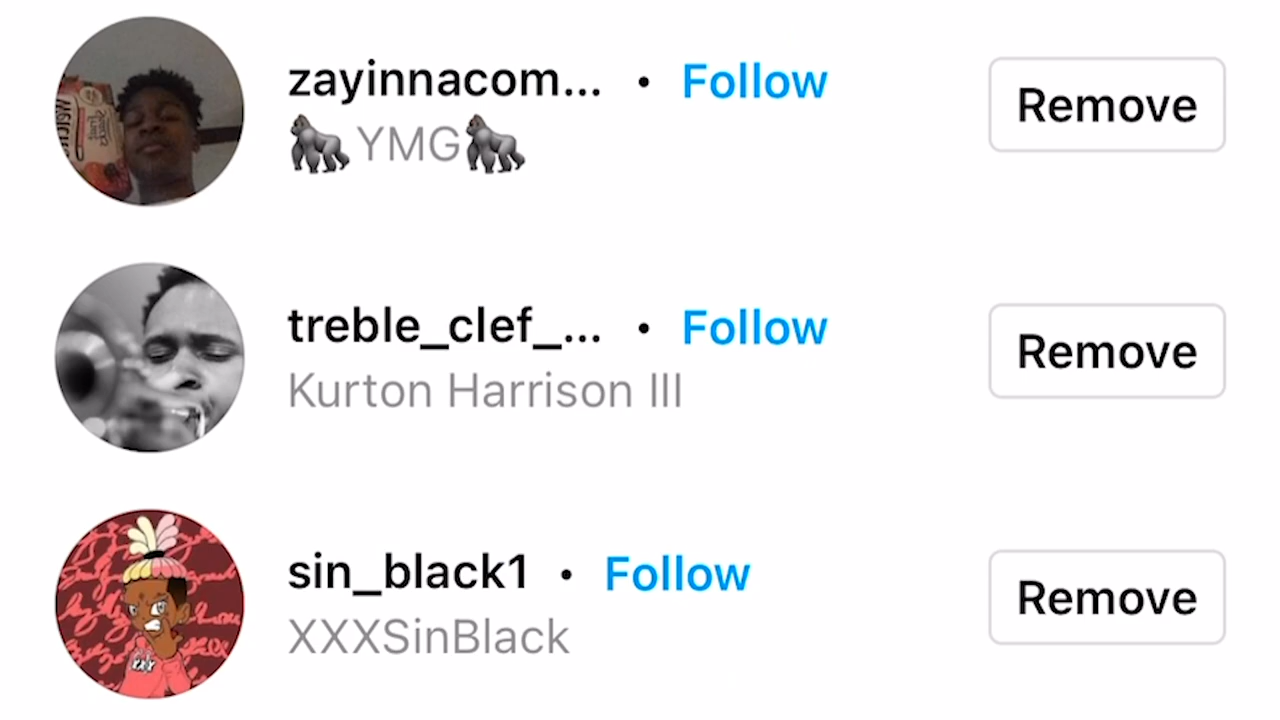 zayinnacom... • Follow
Remove
🦍YMG🦍
treble_clef_... • Follow
Remove
Kurton Harrison III
sin_black1 • Follow
Remove
XXXSinBlack